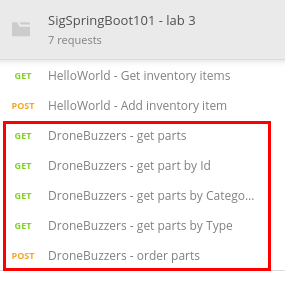 SigSpringBoot101 - lab 3
7 requests
GET HelloWorld - Get inventory items
POST HelloWorld - Add inventory item
GET DroneBuzzers - get parts
GET DroneBuzzers - get part by Id
GET DroneBuzzers - get parts by Catego...
GET DroneBuzzers - get parts by Type
POST DroneBuzzers - order parts